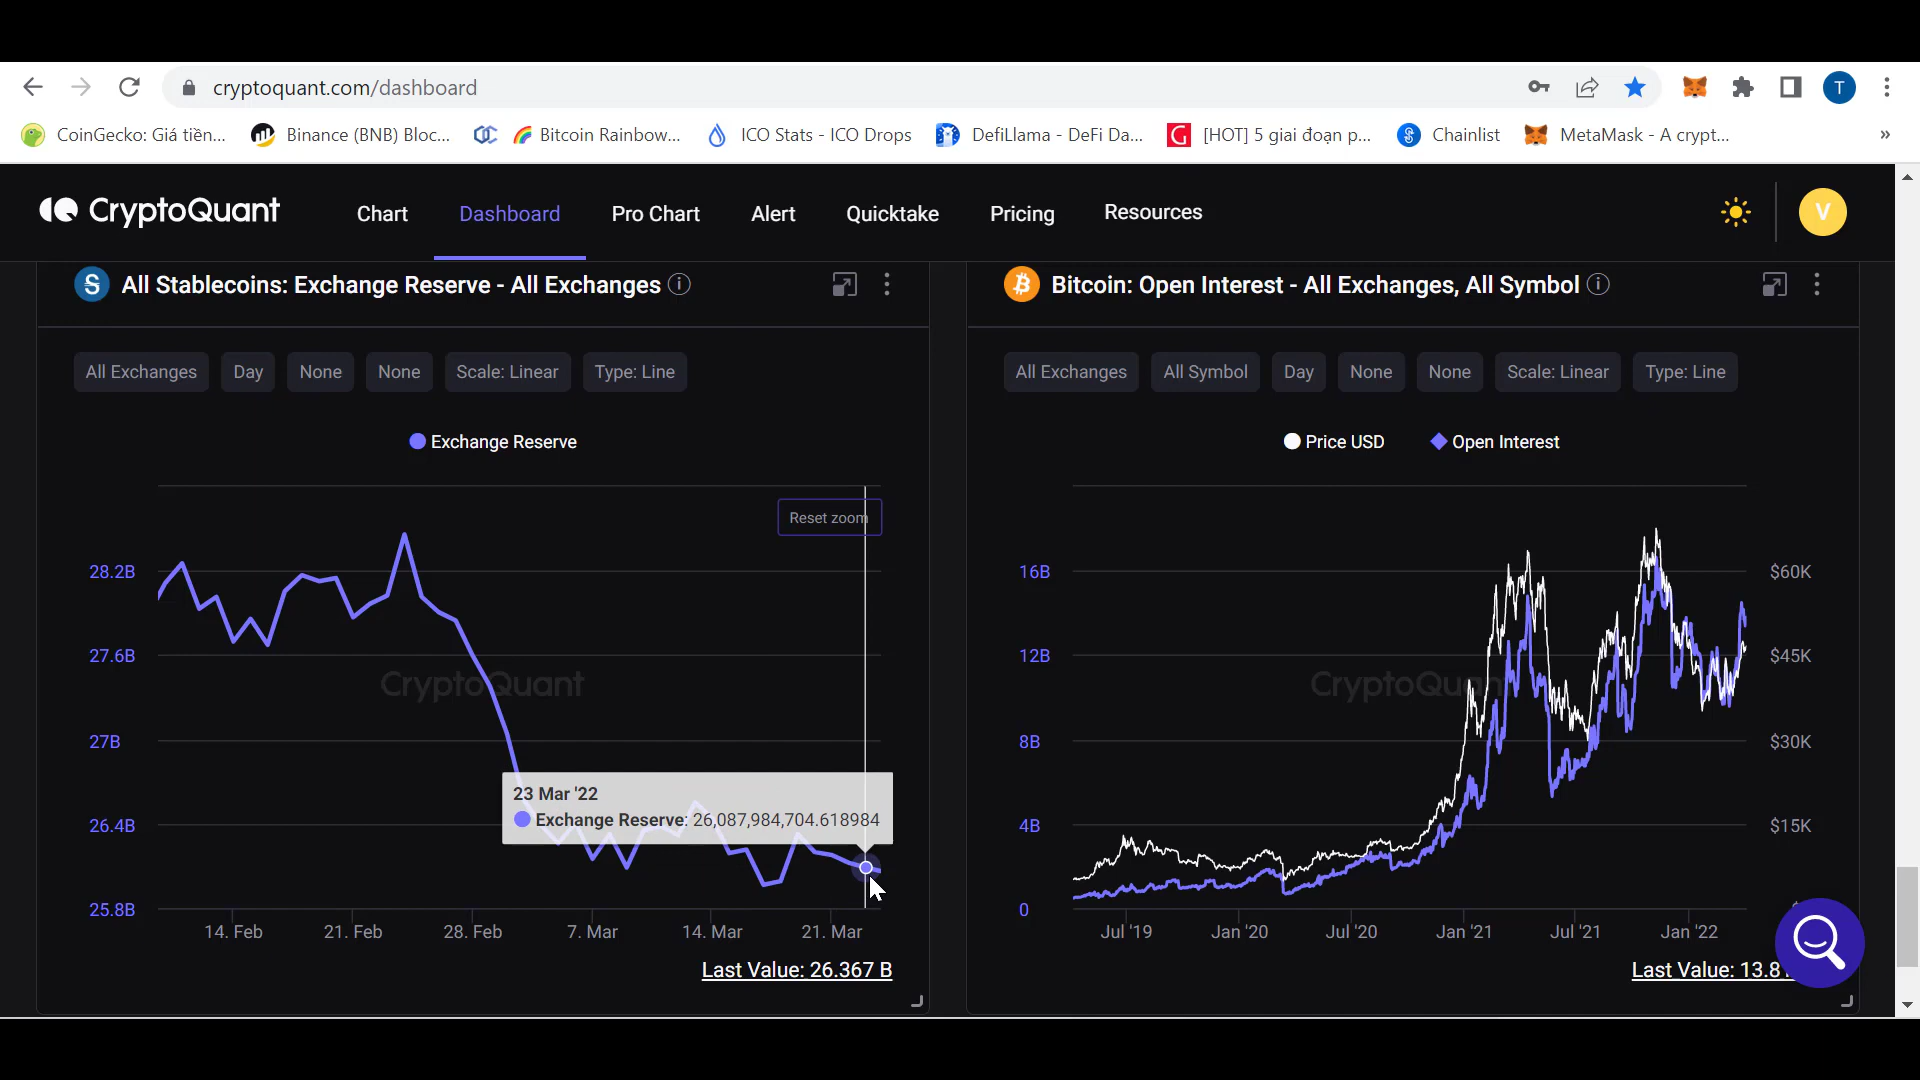 cryptoquant.com/dashboard
T
CoinGecko: Giá tiền...
Binance (BNB) Bloc...
Bitcoin Rainbow...
ICO Stats - ICO Drops
DefiLlama - DeFi Da...
[HOT] 5 giai đoạn p...
Chainlist
MetaMask - A crypt...
»
CryptoQuant
Chart
Dashboard
Pro Chart
Alert
Quicktake
Pricing
Resources
V
All Stablecoins: Exchange Reserve - All Exchanges
All Exchanges
Day
None
None
Scale: Linear
Type: Line
Exchange Reserve
Reset zoom
28.2B
27.6B
27B
26.4B
25.8B
CryptoQuant
23 Mar '22
Exchange Reserve: 26,087,984,704.618984
14. Feb
21. Feb
28. Feb
7. Mar
14. Mar
21. Mar
Last Value: 26.367 B
Bitcoin: Open Interest - All Exchanges, All Symbol
All Exchanges
All Symbol
Day
None
None
Scale: Linear
Type: Line
Price USD
Open Interest
16B
12B
8B
4B
0
CryptoQuant
$60K
$45K
$30K
$15K
Jul '19
Jan '20
Jul '20
Jan '21
Jul '21
Jan '22
Last Value: 13.8